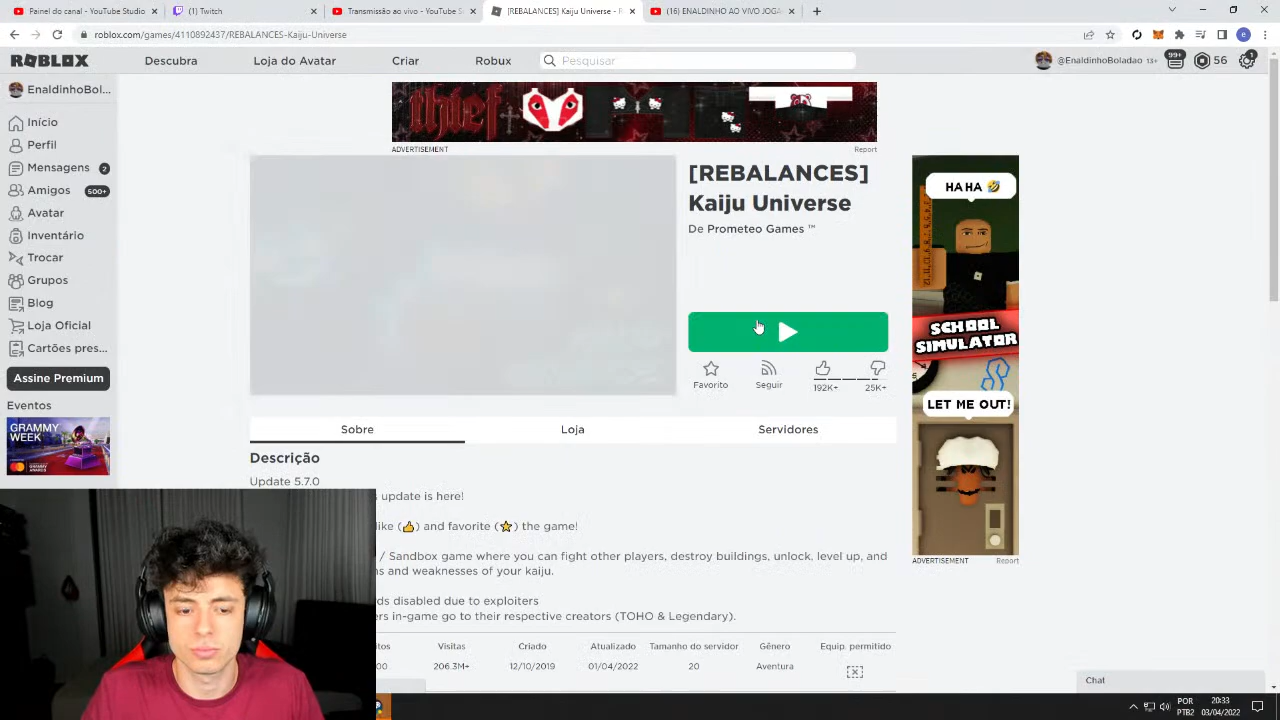 Painel do canal - YouTube Studio
Twitch
Transmissão ao vivo - YouTube S
[REBALANCES] Kaiju Universe - R
(16) ENALDINHO AO VIVO JOGA
roblox.com/games/4110892437/REBALANCES-Kaiju-Universe
e
ROBLOX
Descubra
Loja do Avatar
Criar
Robux
Pesquisar
@EnaldinhoBoladao 13+
99+
56
1
EnaldinhoBol...
Início
Perfil
Mensagens 2
Amigos 500+
Avatar
Inventário
Trocar
Grupos
Blog
Loja Oficial
Cartões pres...
Assine Premium
Eventos
GRAMMY
WEEK
thief
ADVERTISEMENT
Report
[REBALANCES]
Kaiju Universe
De Prometeo Games ™
Favorito
Seguir
192K+
25K+
Sobre
Loja
Servidores
Descrição
Update 5.7.0
update is here!
like (👍) and favorite (⭐) the game!
/ Sandbox game where you can fight other players, destroy buildings, unlock, level up, and
and weaknesses of your kaiju.
disabled due to exploiters
in-game go to their respective creators (TOHO & Legendary).
Visitas
Criado
Atualizado
Tamanho do servidor
Gênero
Equip. permitido
206.3M+
12/10/2019
01/04/2022
20
Aventura
HA HA 🤣
SCHOOL
SIMULATOR
LET ME OUT!
ADVERTISEMENT
Report
Chat
POR
PTB2
20:33
03/04/2022